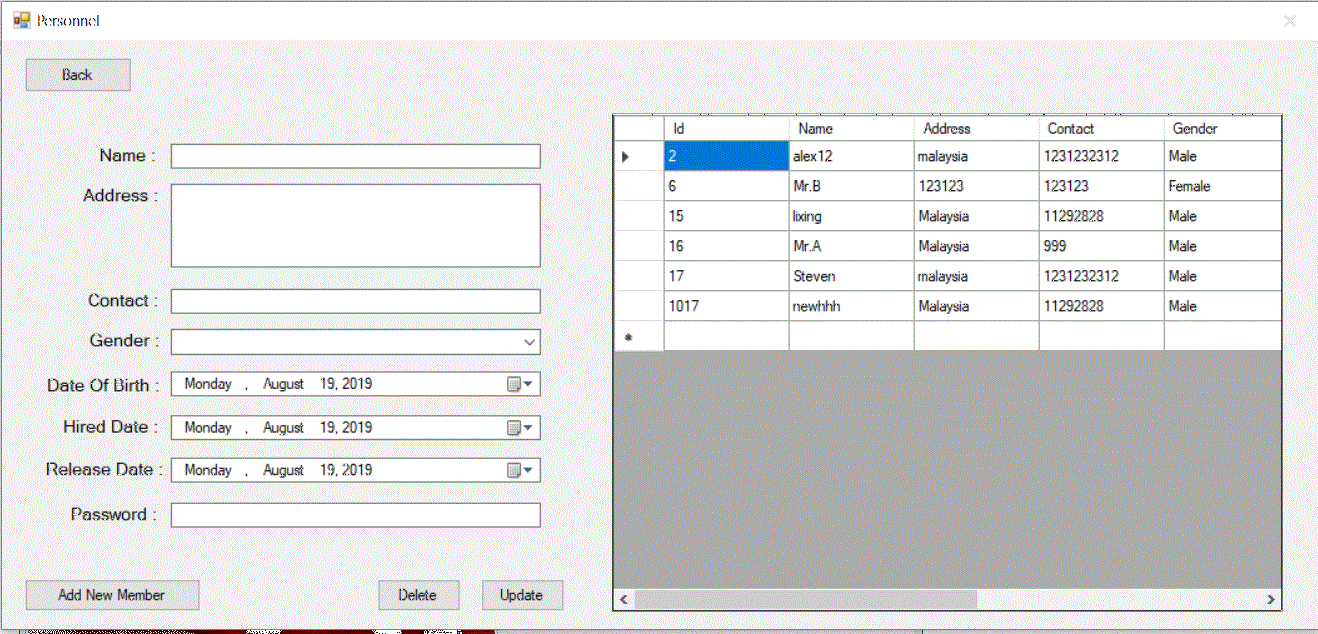 Personnel
Back
Name :
Address :
Contact :
Gender :
Date Of Birth : Monday , August 19, 2019
Hired Date : Monday , August 19, 2019
Release Date : Monday , August 19, 2019
Password :
Add New Member Delete Update
Id Name Address Contact Gender
2 alex12 malaysia 1231232312 Male
6 Mr.B 123123 123123 Female
15 lixing Malaysia 11292828 Male
16 Mr.A Malaysia 999 Male
17 Steven malaysia 1231232312 Male
1017 newhhh Malaysia 11292828 Male